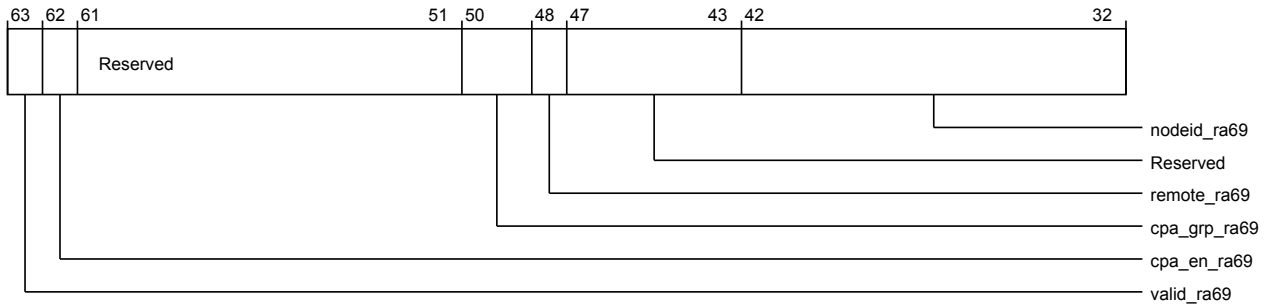 63 62 61 51 50 48 47 43 42 32
Reserved
nodeid_ra69
Reserved
remote_ra69
cpa_grp_ra69
cpa_en_ra69
valid_ra69